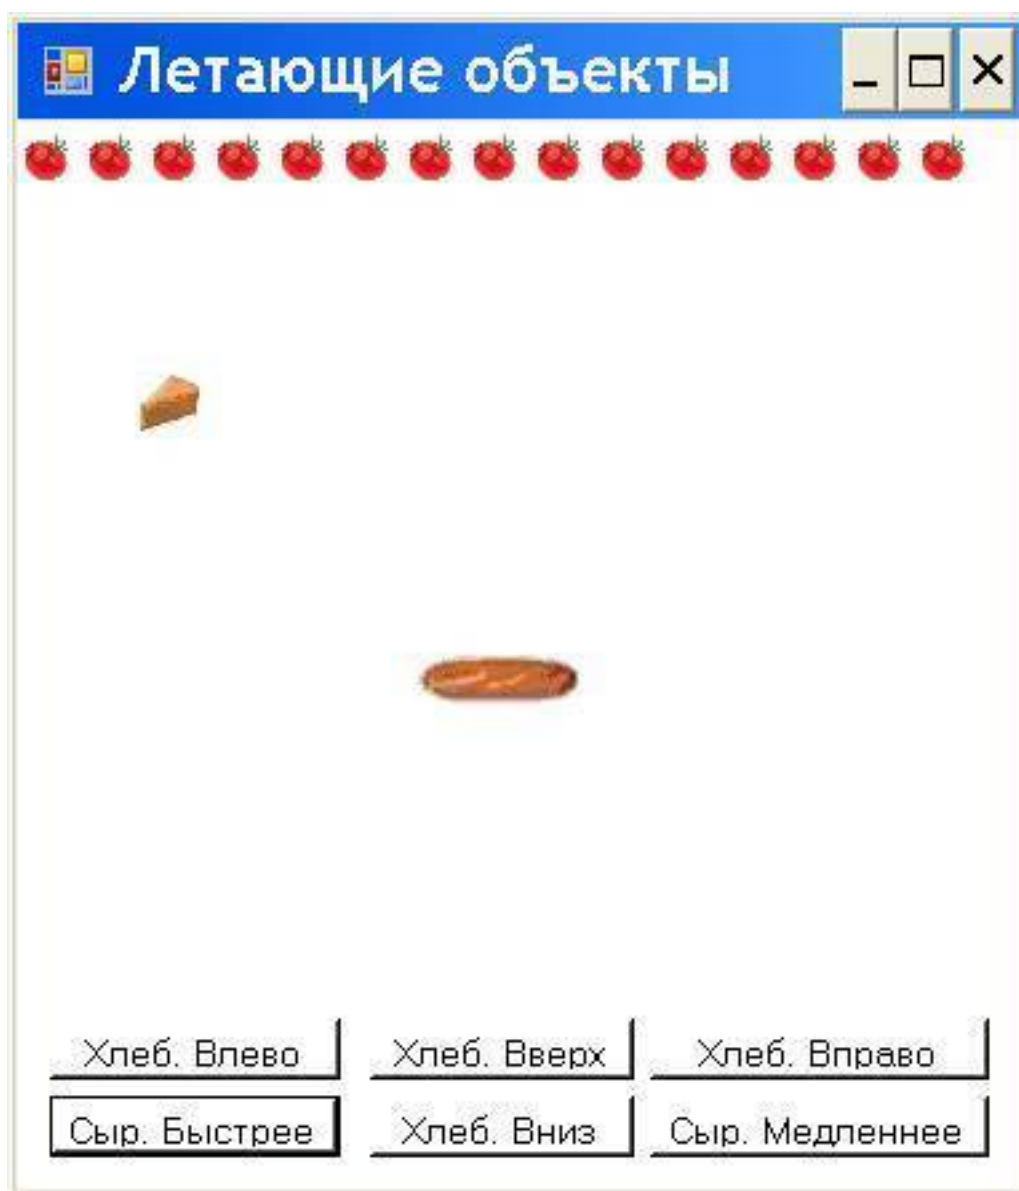 Летающие объекты
Хлеб. Влево Хлеб. Вверх Хлеб. Вправо
Сыр. Быстрее Хлеб. Вниз Сыр. Медленнее